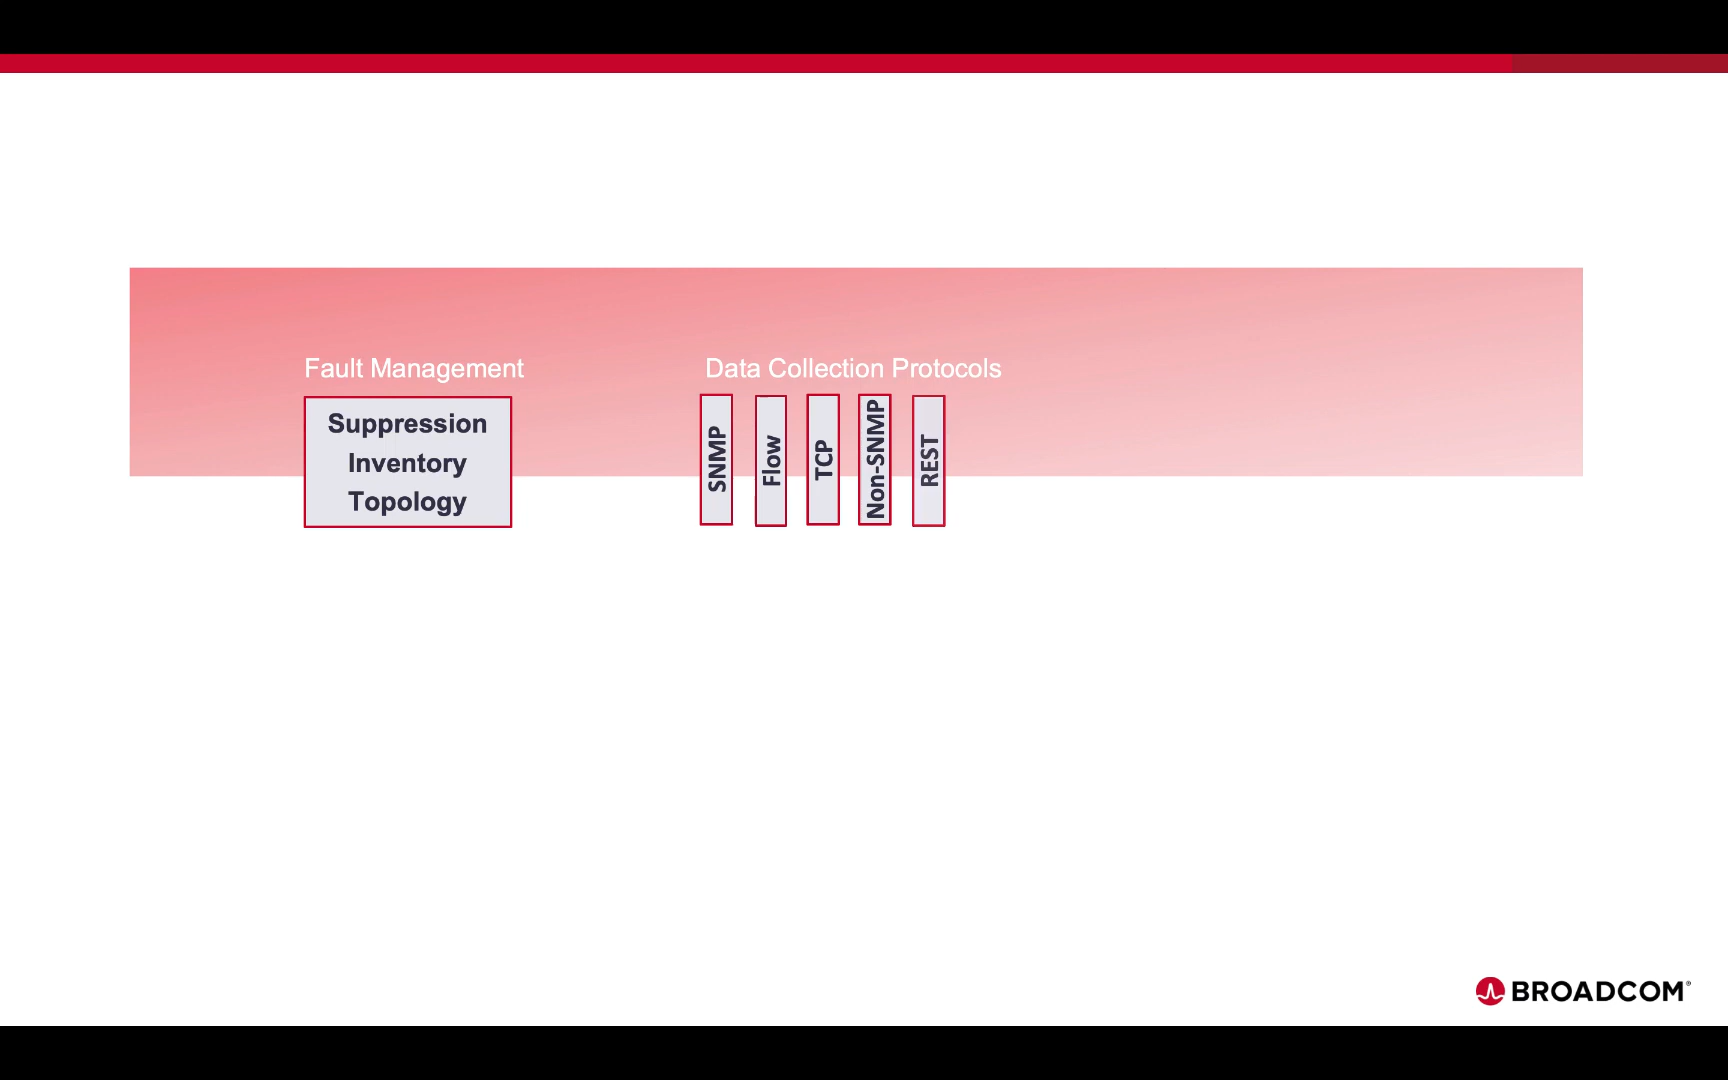 Fault Management
Data Collection Protocols
Suppression
Inventory
Topology
SNMP
Flow
TCP
Non-SNMP
REST
BROADCOM®